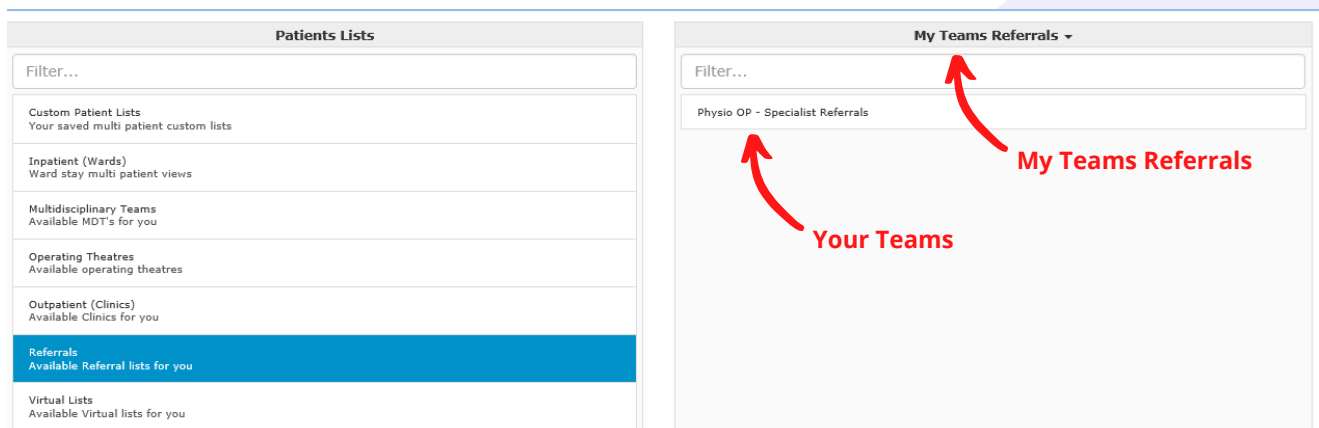 Patients Lists
Filter...
Custom Patient Lists
Your saved multi patient custom lists
Inpatient (Wards)
Ward stay multi patient views
Multidisciplinary Teams
Available MDT's for you
Operating Theatres
Available operating theatres
Outpatient (Clinics)
Available Clinics for you
Referrals
Available Referral lists for you
Virtual Lists
Available Virtual lists for you
My Teams Referrals
Filter...
Physio OP - Specialist Referrals
My Teams Referrals
Your Teams